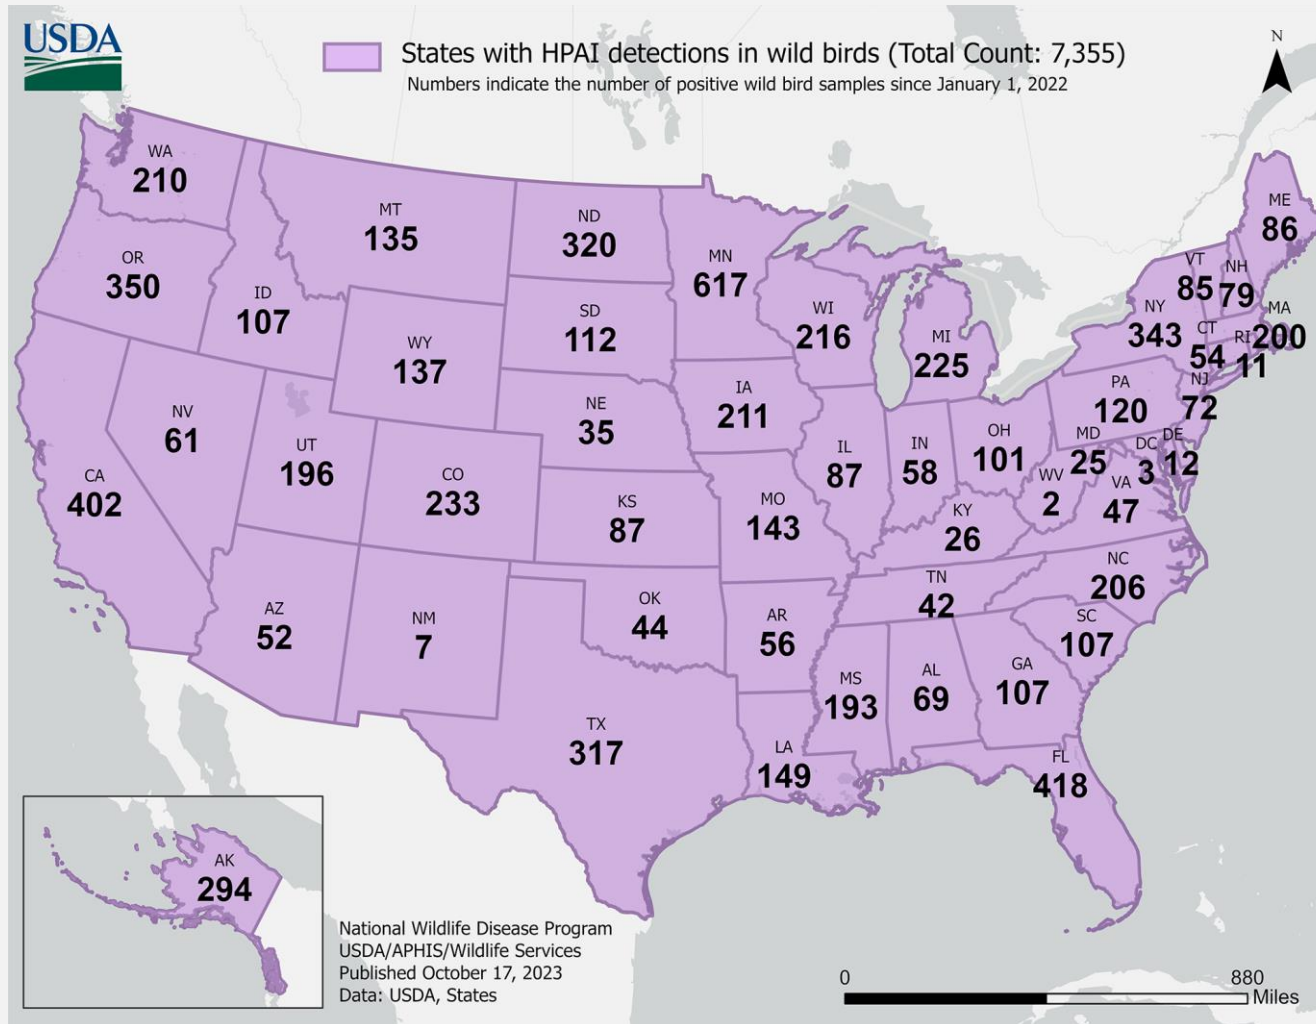 USDA
States with HPAI detections in wild birds (Total Count: 7,355)
Numbers indicate the number of positive wild bird samples since January 1, 2022
N
WA
210
MT
135
ND
320
MN
617
ME
86
OR
350
ID
107
WY
137
SD
112
WI
216
MI
225
VT
85
NH
79
NY
343
MA
200
CT
54
RI
11
NV
61
UT
196
NE
35
IA
211
PA
120
NJ
72
CA
402
CO
233
KS
87
MO
143
IL
87
IN
58
OH
101
MD
25
DC
3
DE
12
WV
2
VA
47
KY
26
AZ
52
NM
7
OK
44
AR
56
TN
42
NC
206
SC
107
TX
317
LA
149
MS
193
AL
69
GA
107
FL
418
AK
294
National Wildlife Disease Program
USDA/APHIS/Wildlife Services
Published October 17, 2023
Data: USDA, States
0 880
Miles